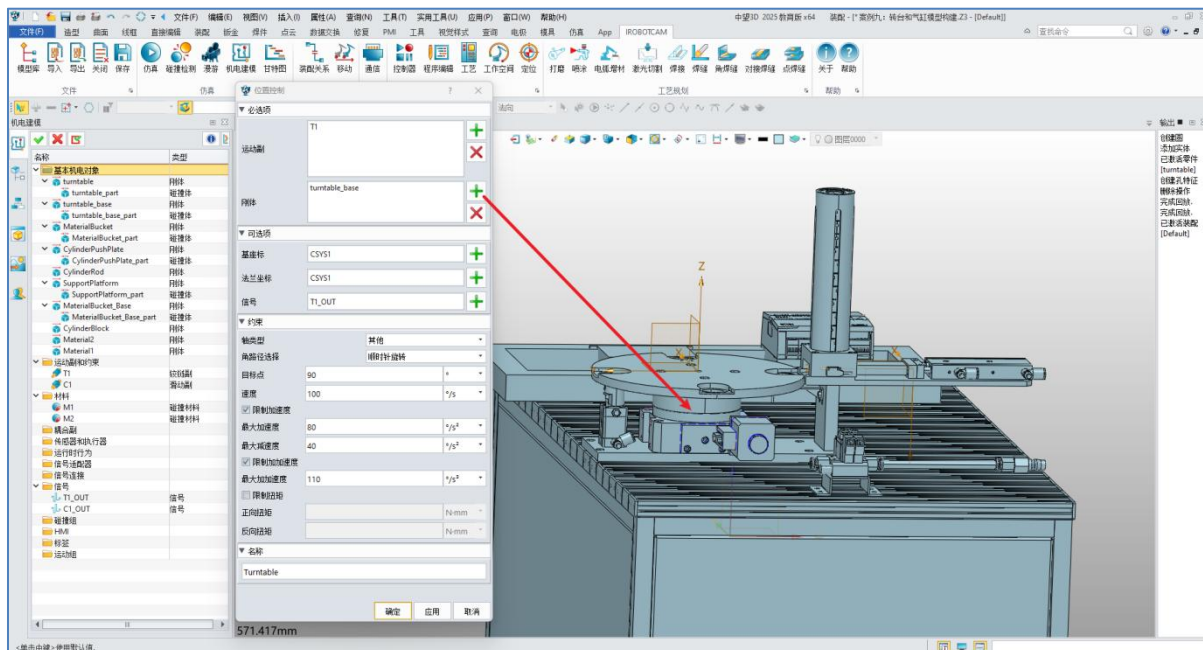 文件(F) 编辑(E) 视图(V) 插入(I) 属性(A) 查询(N) 工具(T) 实用工具(U) 应用(P) 窗口(W) 帮助(H) 中望3D 2025 教育版 x64 装配 - [* 案例九：转台和气缸模型构建.Z3 - [Default]]
文件(F) 造型 曲面 线框 直接编辑 装配 钣金 焊件 点云 数据交换 修复 PMI 工具 视觉样式 查询 电极 模具 仿真 App IROBOTCAM 查找命令
模型库 导入 导出 关闭 保存 仿真 碰撞检测 漫游 机电建模 甘特图 装配关系 移动 通信 控制器 程序编辑 工艺 工作空间 定位 打磨 喷涂 电弧增材 激光切割 焊接 焊缝 角焊缝 对接焊缝 点焊缝 关于 帮助
文件 仿真 工艺规划 帮助
位置控制 ? ×
法向
机电建模
图层0000
名称 类型
基本机电对象
turntable 刚体
turntable_part 碰撞体
turntable_base 刚体
turntable_base_part 碰撞体
MaterialBucket 刚体
MaterialBucket_part 碰撞体
CylinderPushPlate 刚体
CylinderPushPlate_part 碰撞体
CylinderRod 刚体
SupportPlatform 刚体
SupportPlatform_part 碰撞体
MaterialBucket_Base 刚体
MaterialBucket_Base_part 碰撞体
CylinderBlock 刚体
Material2 刚体
Material1 刚体
运动副和约束
T1 铰链副
C1 滑动副
材料
M1 碰撞材料
M2 碰撞材料
耦合副
传感器和执行器
运行时行为
信号适配器
信号连接
信号
T1_OUT 信号
C1_OUT 信号
碰撞组
HMI
标签
运动组
必选项
运动副 T1
刚体 turntable_base
可选项
基座标 CSYS1
法兰坐标 CSYS1
信号 T1_OUT
约束
轴类型 其他
角路径选择 顺时针旋转
目标点 90 °
速度 100 °/s
限制加速度
最大加速度 80 °/s²
最大减速度 40 °/s²
限制加加速度
最大加加速度 110 °/s³
限制扭矩
正向扭矩 N·mm
反向扭矩 N·mm
名称
Turntable
确定 应用 取消
Z
571.417mm
输出
创建圆
添加实体
已激活零件
[turntable]
创建孔特征
删除操作
完成回放.
完成回放.
已激活装配
[Default]
<单击中键>使用默认值.